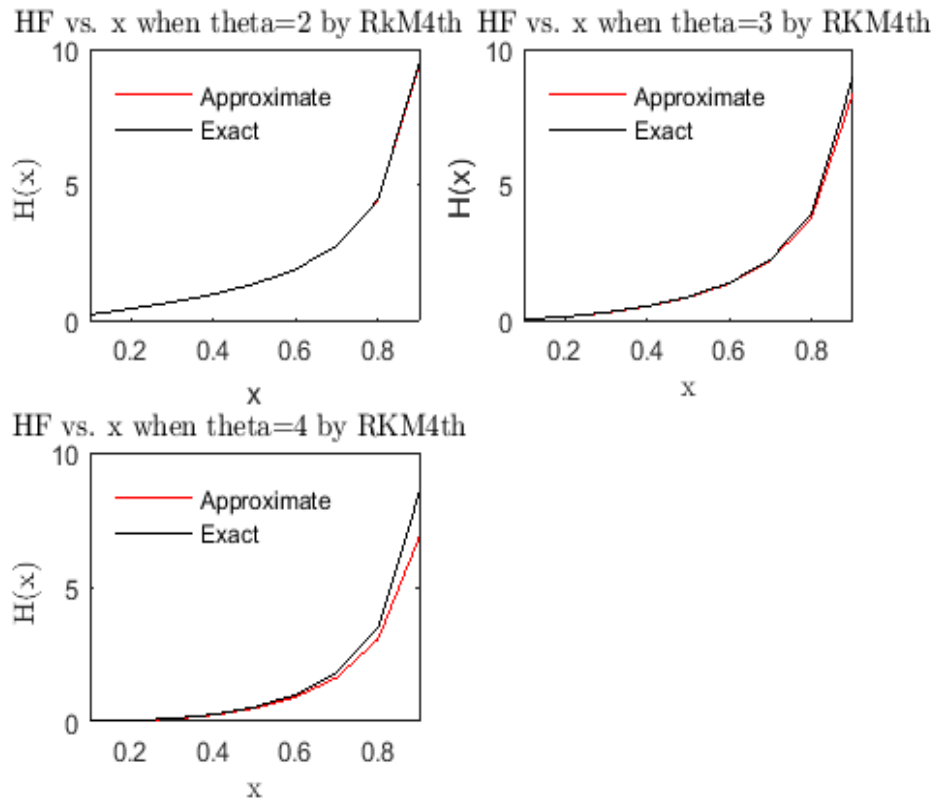 HF vs. x when theta=2 by RkM4th
10
Approximate
Exact
H(x)
5
0
0.2 0.4 0.6 0.8
x
HF vs. x when theta=3 by RKM4th
10
Approximate
Exact
H(x)
5
0
0.2 0.4 0.6 0.8
x
HF vs. x when theta=4 by RKM4th
10
Approximate
Exact
H(x)
5
0
0.2 0.4 0.6 0.8
x